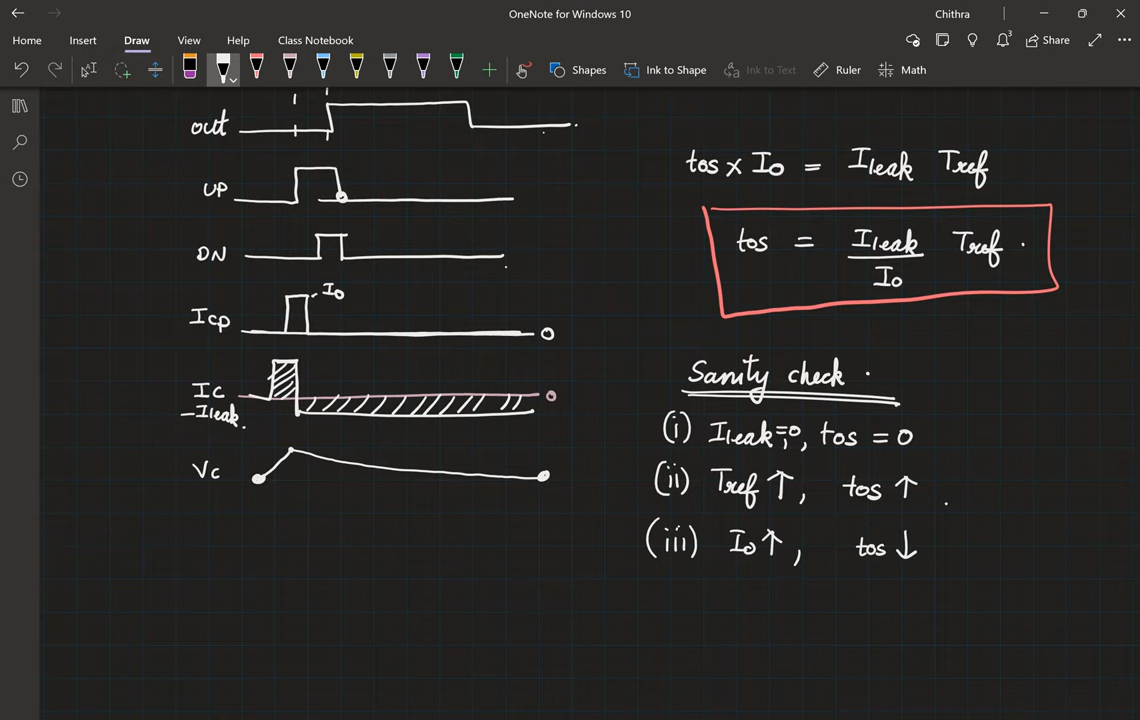 OneNote for Windows 10
Chithra
Home Insert Draw View Help Class Notebook
Share
Shapes Ink to Shape Ink to Text Ruler Math
out
UP
DN
Icp
Io
0
Ic
0
-Ileak.
Vc
tos x Io = Ileak Tref
tos = Ileak/Io Tref.
Sanity check.
(i) Ileak=0, tos = 0
(ii) Tref ↑, tos ↑
(iii) Io ↑, tos ↓